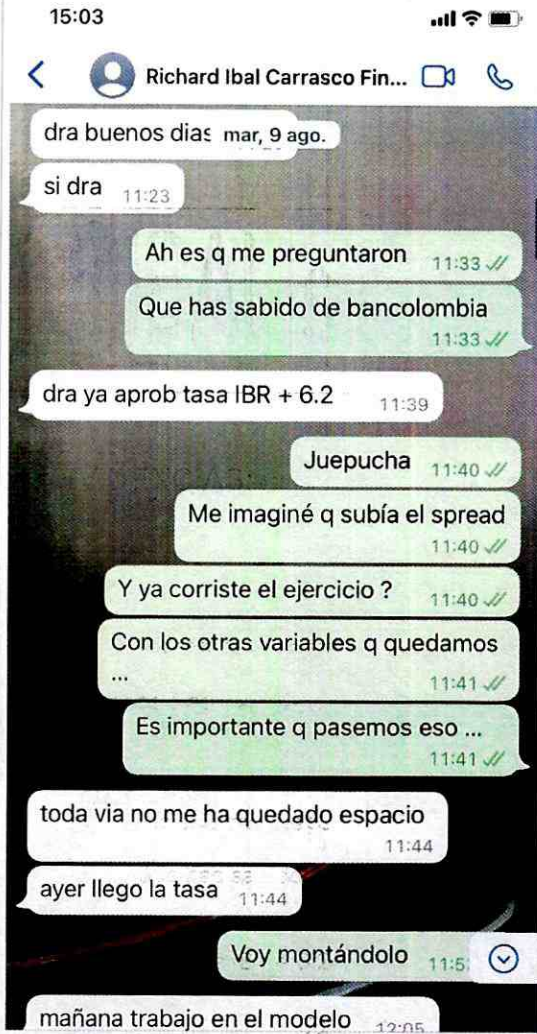 15:03
Richard Ibal Carrasco Fin...
dra buenos dias
mar, 9 ago.
si dra 11:23
Ah es q me preguntaron 11:33
Que has sabido de bancolombia
11:33
dra ya aprob tasa IBR + 6.2 11:39
Juepucha 11:40
Me imaginé q subía el spread
11:40
Y ya corriste el ejercicio ? 11:40
Con los otras variables q quedamos
... 11:41
Es importante q pasemos eso ...
11:41
toda via no me ha quedado espacio
11:44
ayer llego la tasa 11:44
Voy montándolo
mañana trabajo en el modelo 12:05